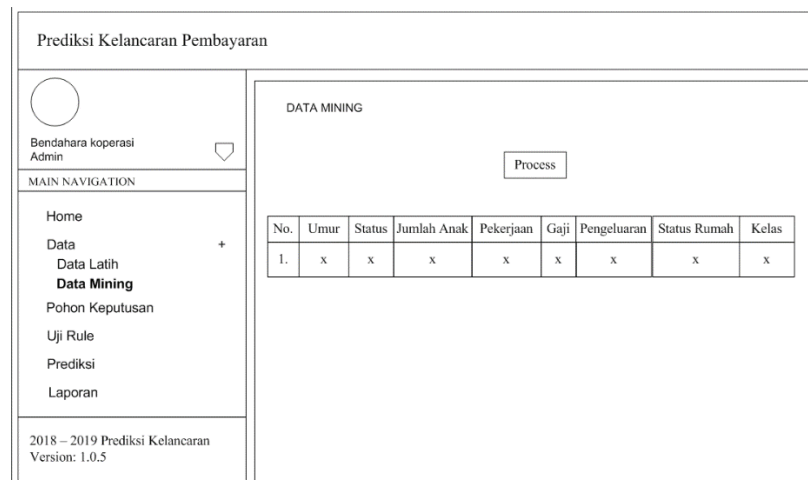 Prediksi Kelancaran Pembayaran
Bendahara koperasi
Admin
MAIN NAVIGATION
Home
Data +
Data Latih
Data Mining
Pohon Keputusan
Uji Rule
Prediksi
Laporan
2018 – 2019 Prediksi Kelancaran
Version: 1.0.5
DATA MINING
Process
No. Umur Status Jumlah Anak Pekerjaan Gaji Pengeluaran Status Rumah Kelas
1. x x x x x x x x